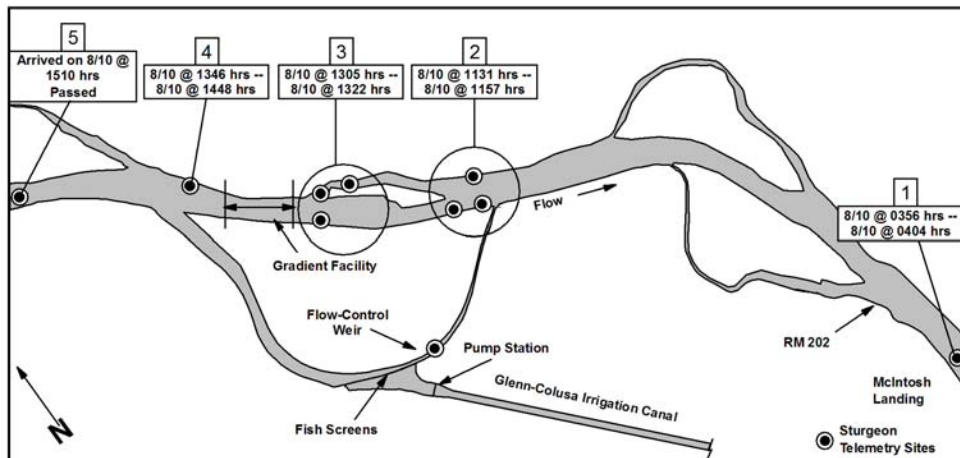 5
Arrived on 8/10 @
1510 hrs
Passed
4
8/10 @ 1346 hrs --
8/10 @ 1448 hrs
3
8/10 @ 1305 hrs --
8/10 @ 1322 hrs
2
8/10 @ 1131 hrs --
8/10 @ 1157 hrs
1
8/10 @ 0356 hrs --
8/10 @ 0404 hrs
Flow
Gradient Facility
Flow-Control
Weir
Pump Station
RM 202
Glenn-Colusa Irrigation Canal
McIntosh
Landing
Fish Screens
N
Sturgeon
Telemetry Sites